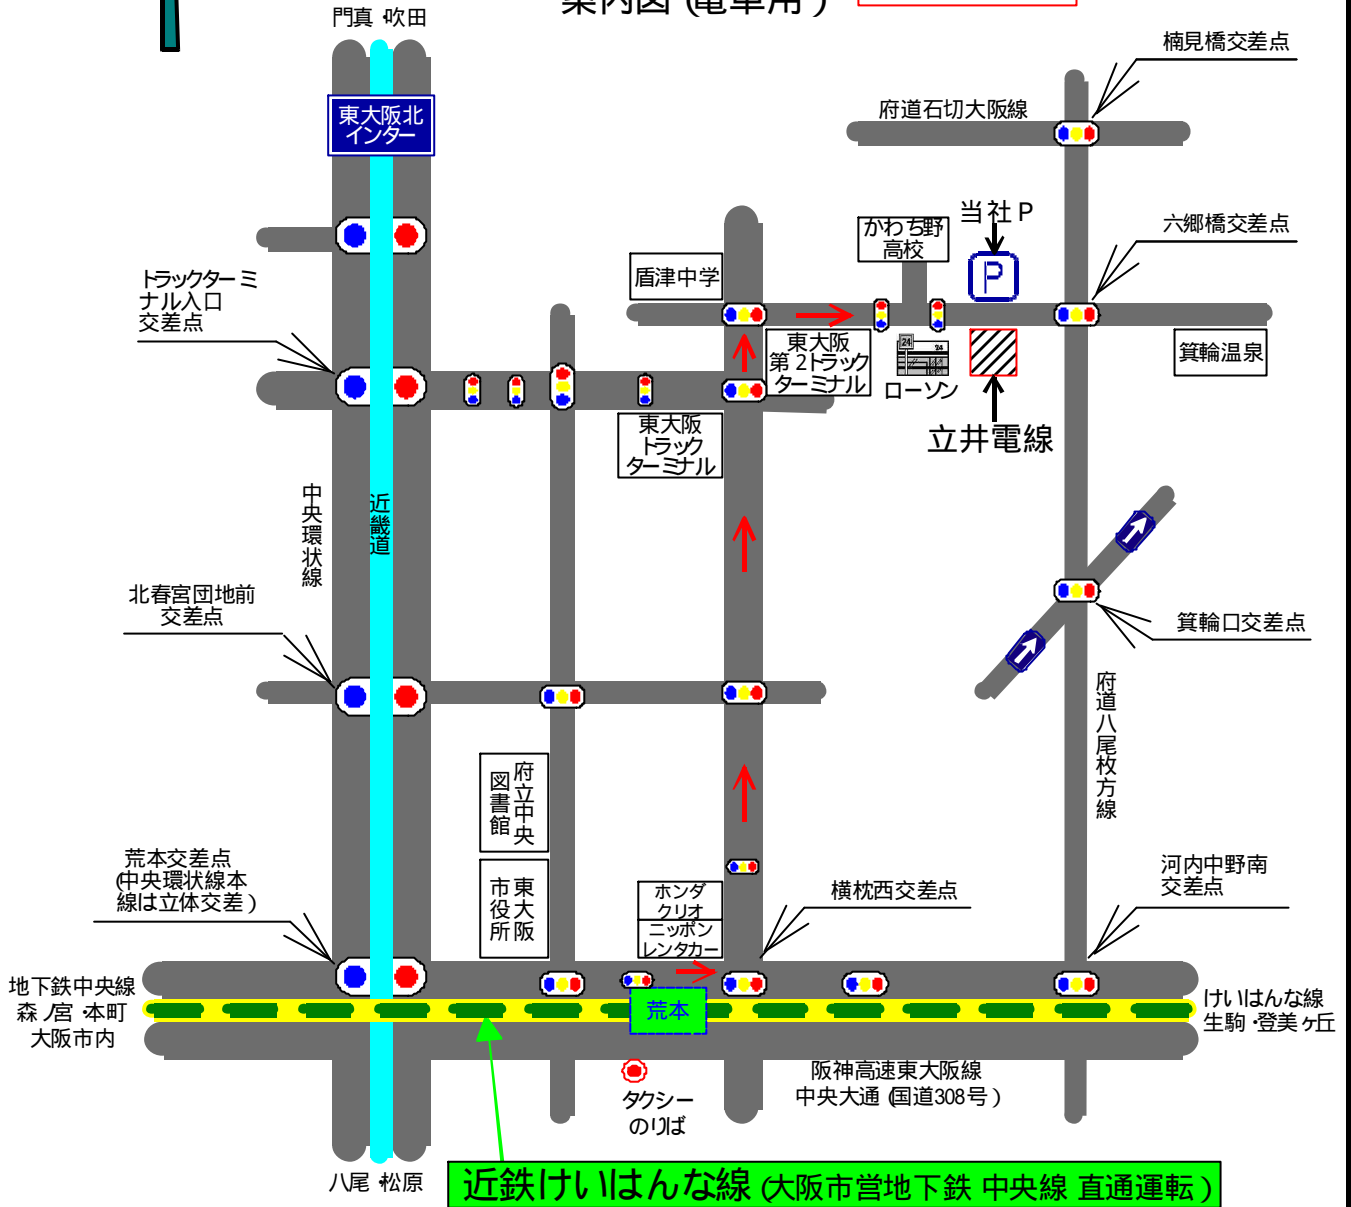 案内図 (電車用)
門真・吹田
楠見橋交差点
東大阪北
インター
府道石切大阪線
当社P
かわち野
高校
六郷橋交差点
P
盾津中学
トラックターミ
ナル入口
交差点
東大阪
第2トラック
ターミナル
24
24
ローソン
箕輪温泉
東大阪
トラック
ターミナル
立井電線
中央環状線
近畿道
北春宮団地前
交差点
箕輪口交差点
府道八尾枚方線
府立中央
図書館
荒本交差点
(中央環状線本
線は立体交差)
東大阪
市役所
ホンダ
クリオ
ニッポン
レンタカー
横枕西交差点
河内中野南
交差点
地下鉄中央線
森ノ宮・本町
大阪市内
荒本
けいはんな線
生駒・登美ヶ丘
タクシー
のりば
阪神高速東大阪線
中央大通(国道308号)
八尾・松原
近鉄けいはんな線(大阪市営地下鉄 中央線 直通運転)